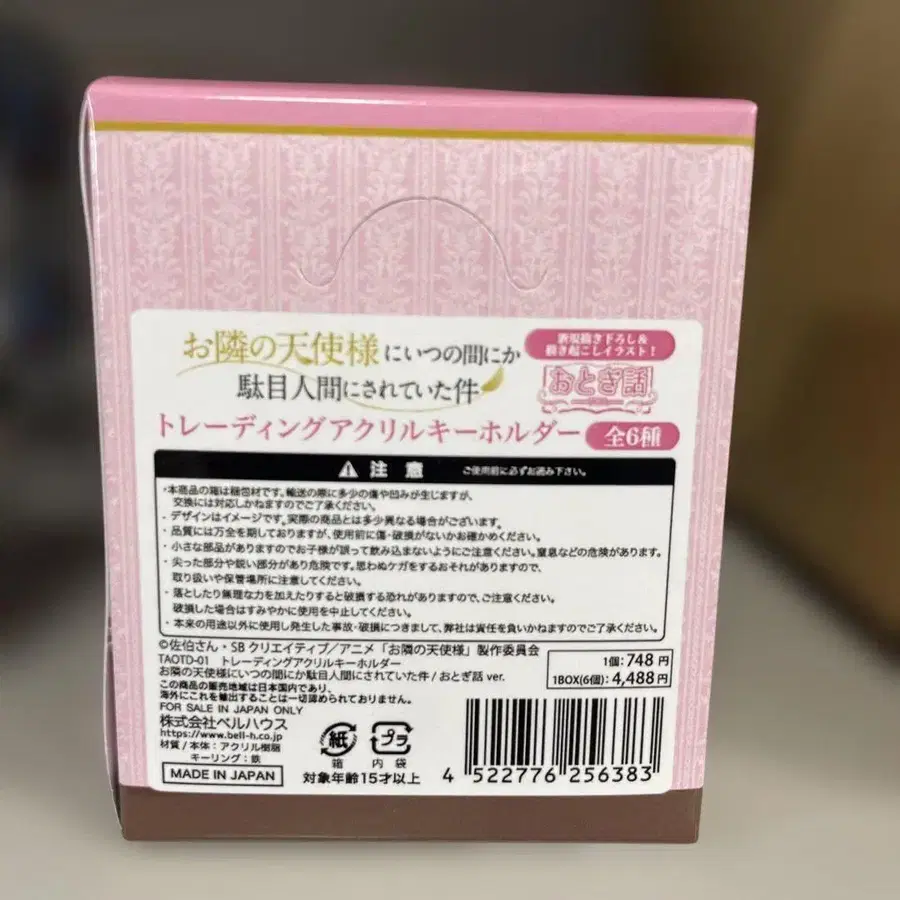 お隣の天使様にいつの間にか
駄目人間にされていた件
新規描き下ろし&
描き起こしイラスト!
おとぎ話
トレーディングアクリルキーホルダー 全6種
注 意 ご使用前に必ずお読み下さい。
・本商品の箱は梱包材です。輸送の際に多少の傷や凹みが生じますが、
交換には対応しかねますのでご了承ください。
・デザインはイメージです。実際の商品とは多少異なる場合がございます。
・品質には万全を期しておりますが、使用前に傷・破損がないかお確かめください。
・小さな部品がありますのでお子様が誤って飲み込まないようにご注意ください。窒息などの危険があります。
・尖った部分や鋭い部分があり危険です。思わぬケガをするおそれがありますので、
取り扱いや保管場所に注意してください。
・落としたり無理な力を加えたりすると破損する恐れがありますので、ご注意ください。
破損した場合はすみやかに使用を中止してください。
・本来の用途以外に使用し発生した事故・破損につきまして、弊社は責任を負いかねますのでご了承ください。
©佐伯さん・SBクリエイティブ/アニメ「お隣の天使様」製作委員会
TAOTD-01 トレーディングアクリルキーホルダー
お隣の天使様にいつの間にか駄目人間にされていた件/おとぎ話 ver.
1個:748円
1BOX(6個):4,488円
この商品の販売地域は日本国内であり、
海外にこれを輸出することは一切認められておりません。
FOR SALE IN JAPAN ONLY
株式会社ベルハウス
https://www.bell-h.co.jp
材質/本体:アクリル樹脂
キーリング:鉄
MADE IN JAPAN
紙 プラ
箱 内袋
対象年齢15才以上
4 522776 256383